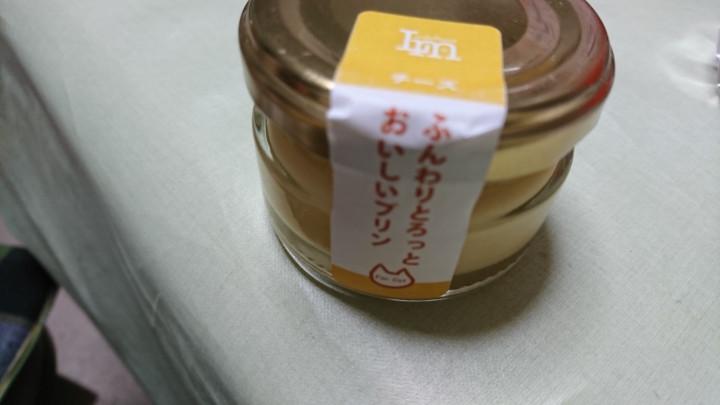 チーズ
ふんわりとろっと
おいしいプリン